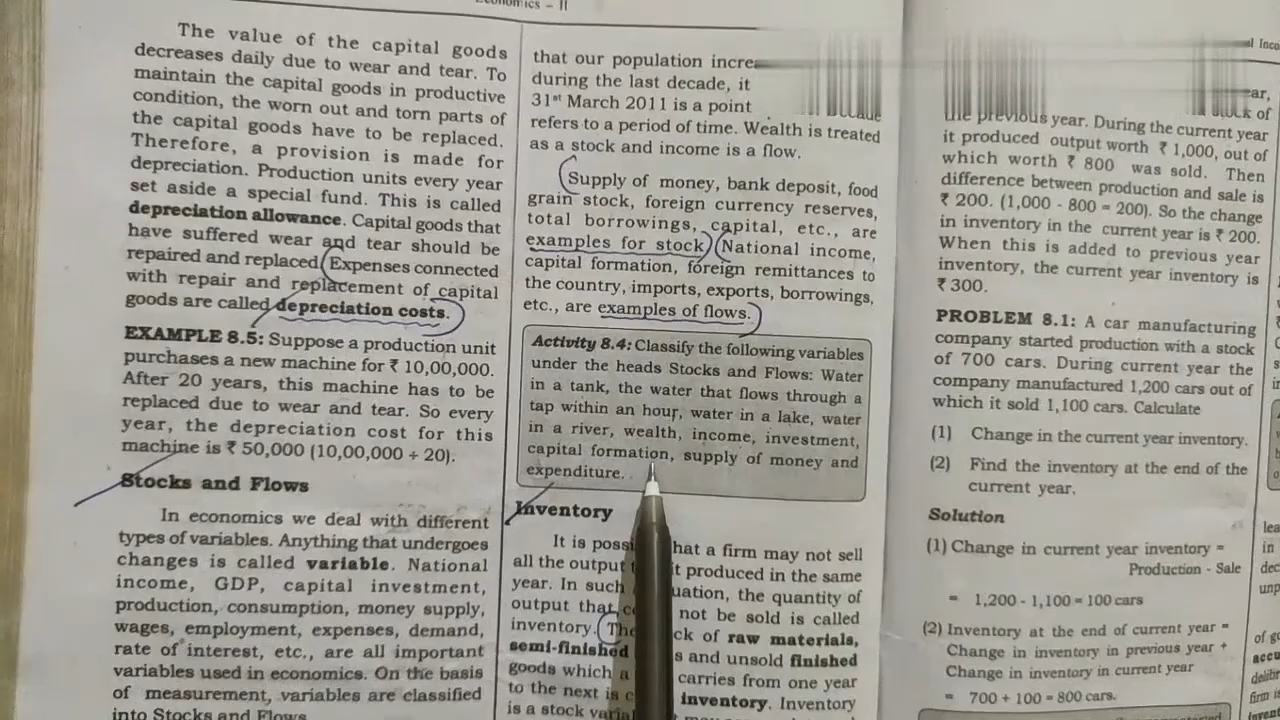 Economics - II
The value of the capital goods
decreases daily due to wear and tear. To
maintain the capital goods in productive
condition, the worn out and torn parts of
the capital goods have to be replaced.
Therefore, a provision is made for
depreciation. Production units every year
set aside a special fund. This is called
depreciation allowance. Capital goods that
have suffered wear and tear should be
repaired and replaced. Expenses connected
with repair and replacement of capital
goods are called depreciation costs.
EXAMPLE 8.5: Suppose a production unit
purchases a new machine for ₹ 10,00,000.
After 20 years, this machine has to be
replaced due to wear and tear. So every
year, the depreciation cost for this
machine is ₹ 50,000 (10,00,000 ÷ 20).
Stocks and Flows
In economics we deal with different
types of variables. Anything that undergoes
changes is called variable. National
income, GDP, capital investment,
production, consumption, money supply,
wages, employment, expenses, demand,
rate of interest, etc., are all important
variables used in economics. On the basis
of measurement, variables are classified
into Stocks and Flows
that our population incre
during the last decade, it
31st March 2011 is a point
refers to a period of time. Wealth is treated
as a stock and income is a flow.
Supply of money, bank deposit, food
grain stock, foreign currency reserves,
total borrowings, capital, etc., are
examples for stock. National income,
capital formation, foreign remittances to
the country, imports, exports, borrowings,
etc., are examples of flows.
Activity 8.4: Classify the following variables
under the heads Stocks and Flows: Water
in a tank, the water that flows through a
tap within an hour, water in a lake, water
in a river, wealth, income, investment,
capital formation, supply of money and
expenditure.
Inventory
It is possi hat a firm may not sell
all the output it produced in the same
year. In such uation, the quantity of
output that c not be sold is called
inventory. The ck of raw materials,
semi-finished s and unsold finished
goods which a carries from one year
to the next is c inventory. Inventory
is a stock varia
ar,
stock of
the previous year. During the current year
it produced output worth ₹ 1,000, out of
which worth ₹ 800 was sold. Then
difference between production and sale is
₹ 200. (1,000 - 800 = 200). So the change
in inventory in the current year is ₹ 200.
When this is added to previous year
inventory, the current year inventory is
₹ 300.
PROBLEM 8.1: A car manufacturing
company started production with a stock
of 700 cars. During current year the
company manufactured 1,200 cars out of
which it sold 1,100 cars. Calculate
(1) Change in the current year inventory.
(2) Find the inventory at the end of the
current year.
Solution
(1) Change in current year inventory =
Production - Sale
= 1,200 - 1,100 = 100 cars
(2) Inventory at the end of current year =
Change in inventory in previous year +
Change in inventory in current year
= 700 + 100 = 800 cars.